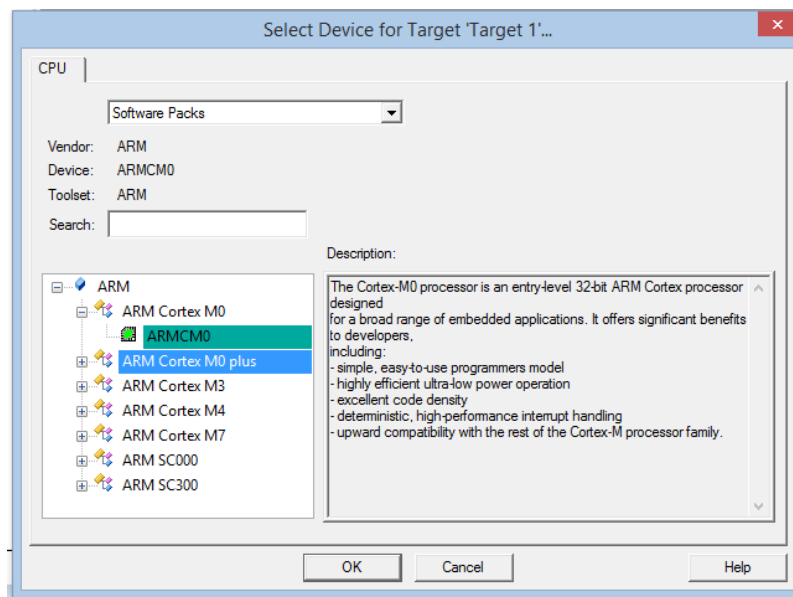 Select Device for Target 'Target 1'...
CPU
Software Packs
Vendor: ARM
Device: ARMCM0
Toolset: ARM
Search:
Description:
ARM
ARM Cortex M0
ARMCM0
ARM Cortex M0 plus
ARM Cortex M3
ARM Cortex M4
ARM Cortex M7
ARM SC000
ARM SC300
The Cortex-M0 processor is an entry-level 32-bit ARM Cortex processor
designed
for a broad range of embedded applications. It offers significant benefits
to developers,
including:
- simple, easy-to-use programmers model
- highly efficient ultra-low power operation
- excellent code density
- deterministic, high-performance interrupt handling
- upward compatibility with the rest of the Cortex-M processor family.
OK
Cancel
Help